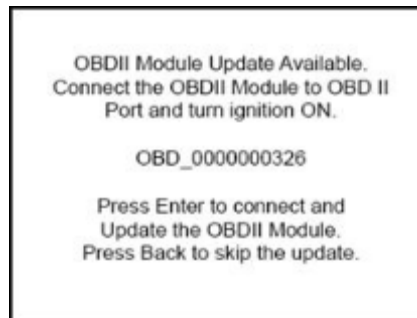 OBDII Module Update Available.
Connect the OBDII Module to OBD II
Port and turn ignition ON.
OBD_0000000326
Press Enter to connect and
Update the OBDII Module.
Press Back to skip the update.